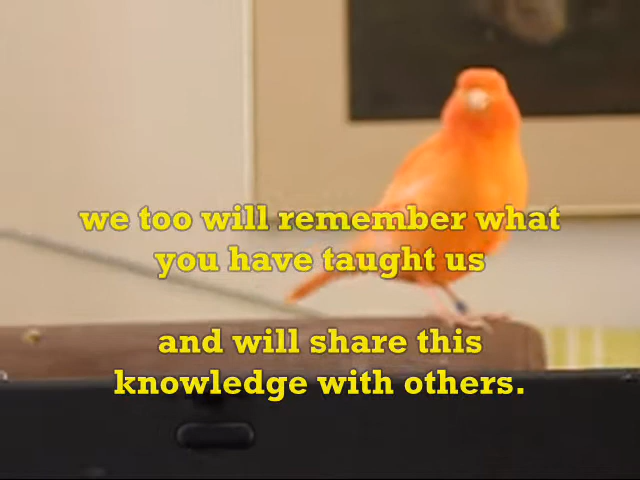 we too will remember what
you have taught us
and will share this
knowledge with others.